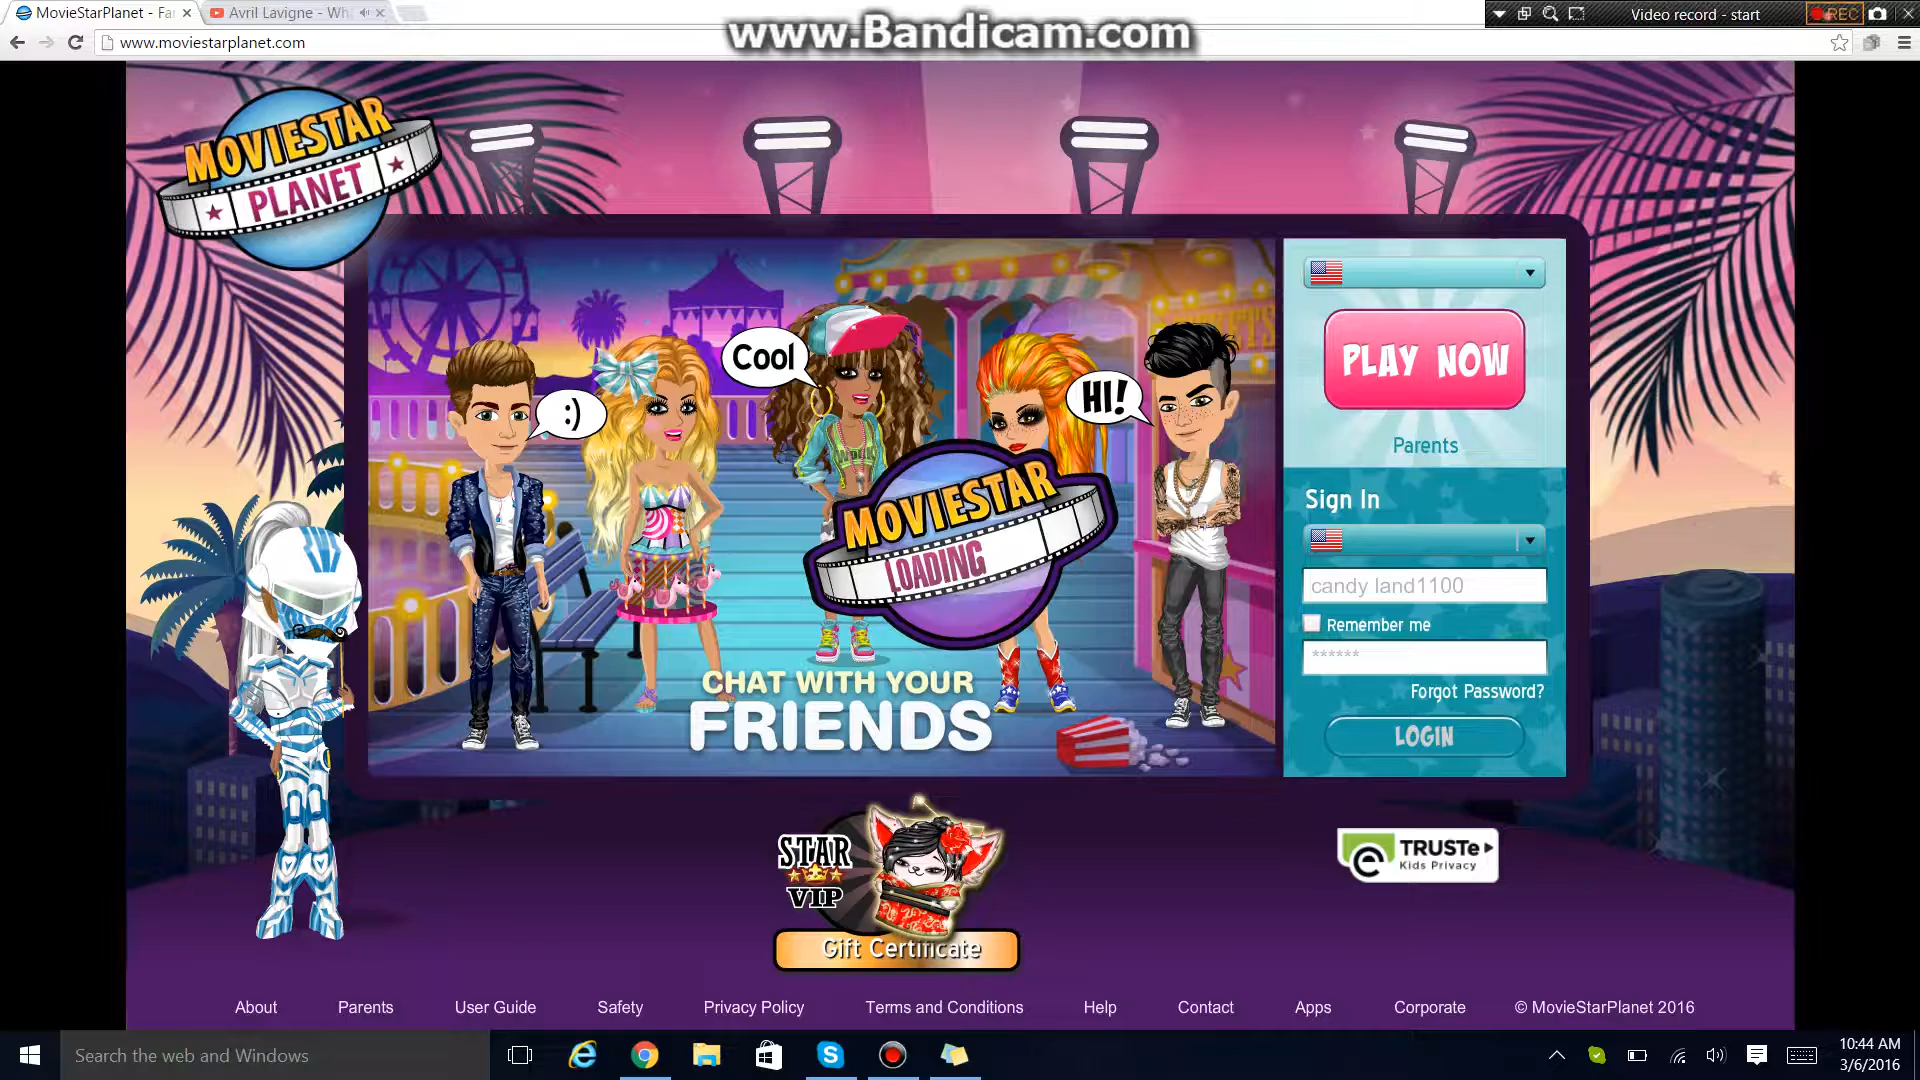 MovieStarPlanet - Fa
Avril Lavigne - Wh
www.Bandicam.com
Video record - start
REC
www.moviestarplanet.com
MOVIESTAR
PLANET
Cool
:)
HI!
PLAY NOW
Parents
Sign In
MOVIESTAR
LOADING
candy land1100
Remember me
******
Forgot Password?
CHAT WITH YOUR
FRIENDS
LOGIN
STAR
VIP
TRUSTe
Kids Privacy
Gift Certificate
About Parents User Guide Safety Privacy Policy Terms and Conditions Help Contact Apps Corporate © MovieStarPlanet 2016
Search the web and Windows
10:44 AM
3/6/2016